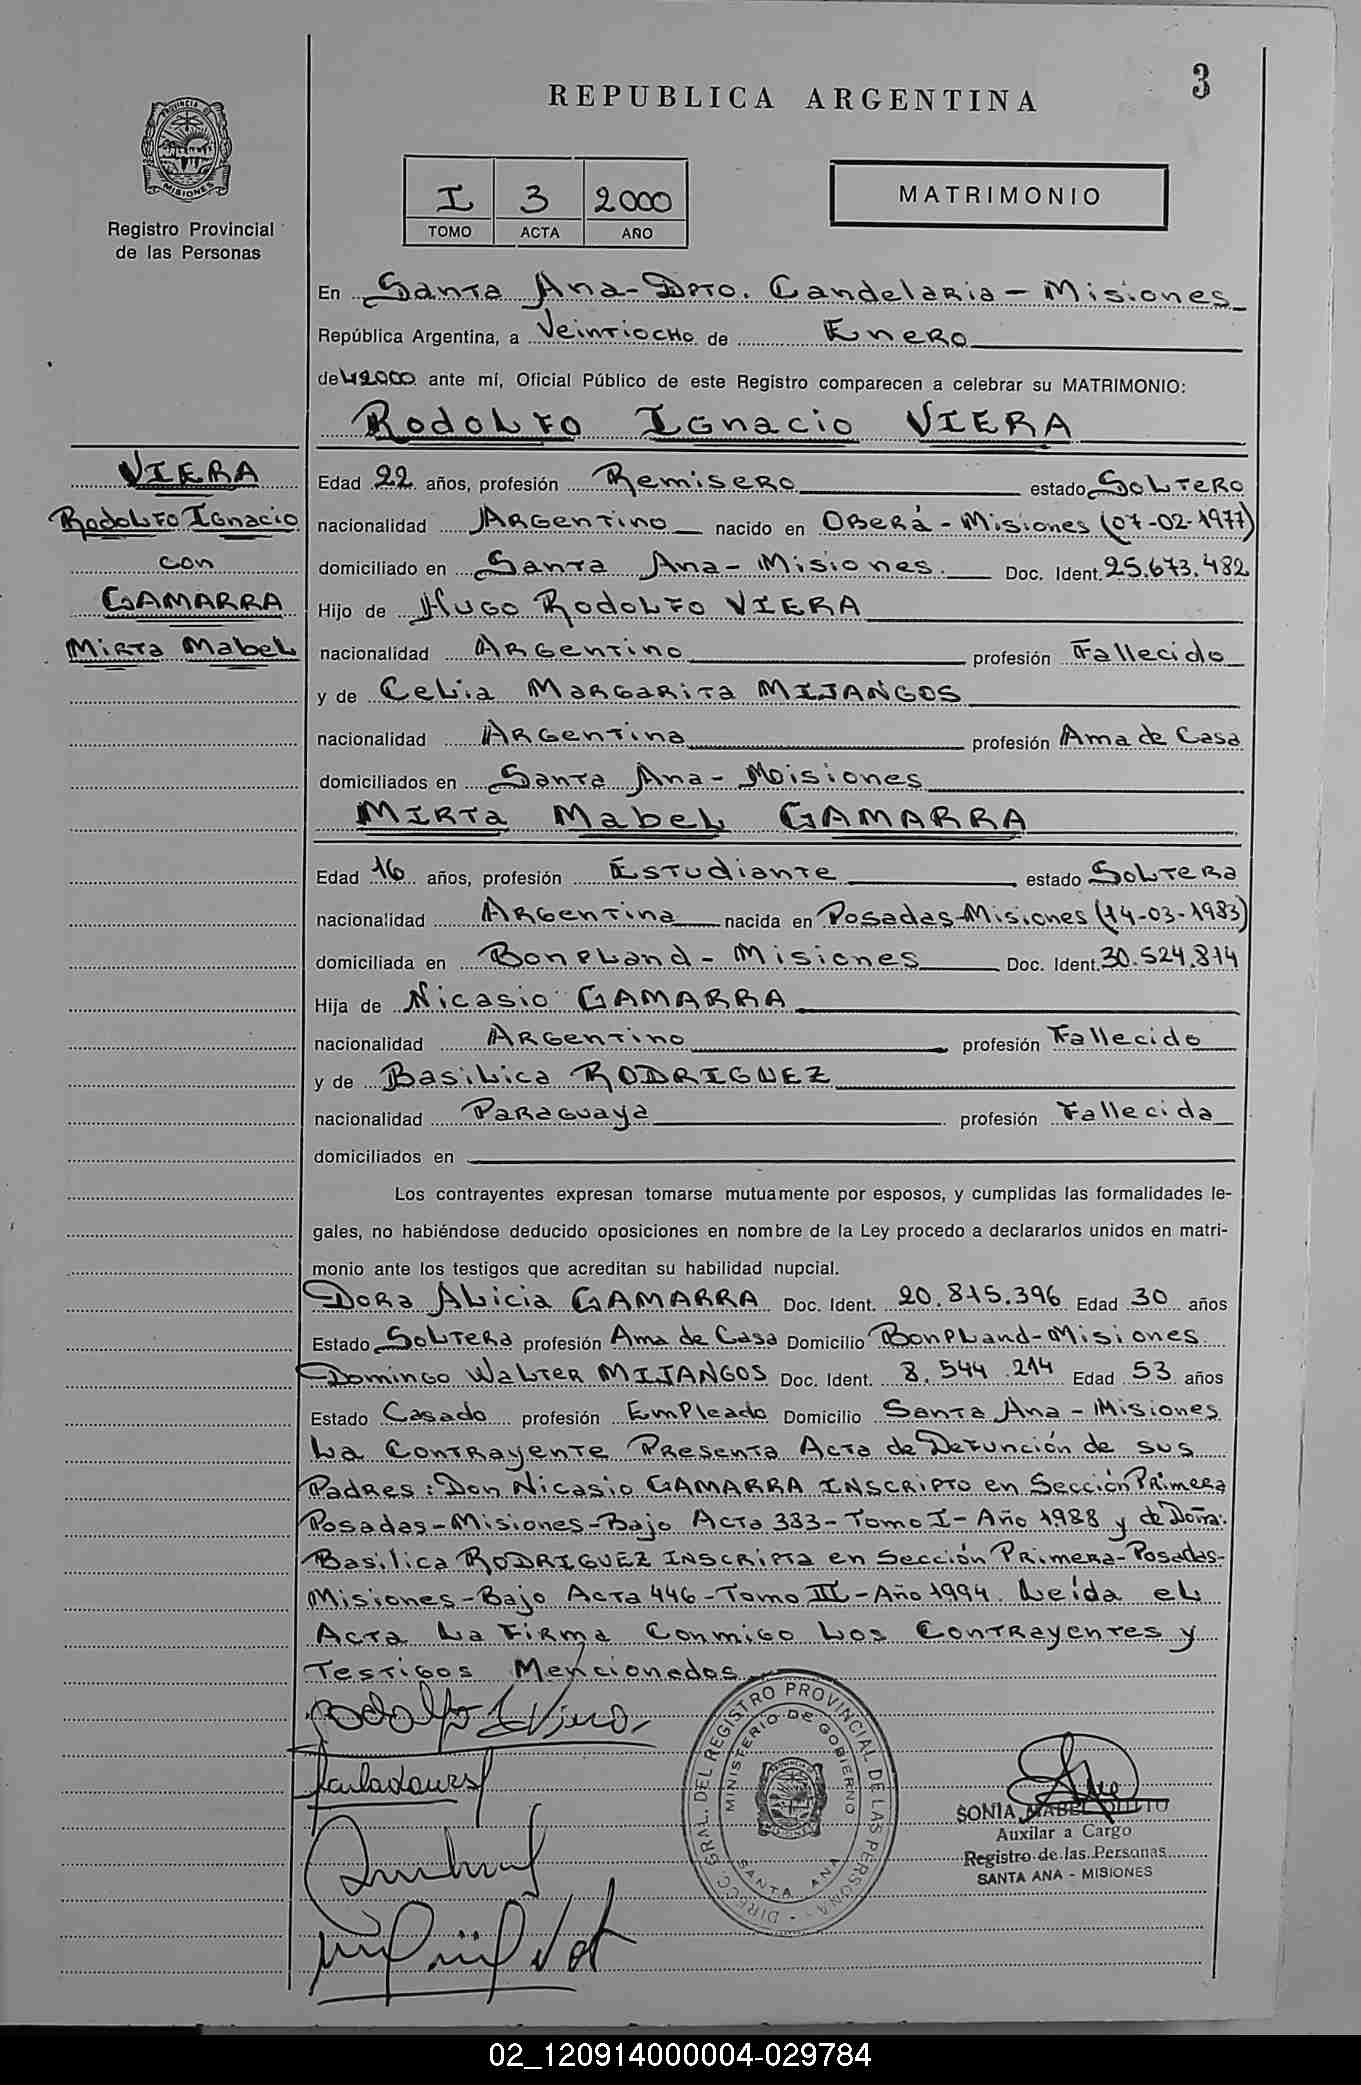 3
REPUBLICA ARGENTINA
PROVINCIA DE
MISIONES
Registro Provincial
de las Personas
I 3 2000
TOMO ACTA AÑO
MATRIMONIO
En Santa Ana - Dpto. Candelaria - Misiones
República Argentina, a Veintiocho de Enero
de 2000 ante mí, Oficial Público de este Registro comparecen a celebrar su MATRIMONIO:
Rodolfo Ignacio VIERA
VIERA
Rodolfo Ignacio
con
GAMARRA
Mirta Mabel
Edad 22 años, profesión Remisero estado Soltero
nacionalidad Argentino nacido en Oberá - Misiones (07-02-1977)
domiciliado en Santa Ana - Misiones. Doc. Ident. 25.673.482
Hijo de Hugo Rodolfo VIERA
nacionalidad Argentino profesión Fallecido
y de Celia Margarita MIJANGOS
nacionalidad Argentina profesión Ama de Casa
domiciliados en Santa Ana - Misiones
MIRTA Mabel GAMARRA
Edad 16 años, profesión Estudiante estado Soltera
nacionalidad Argentina nacida en Posadas-Misiones (14-03-1983)
domiciliada en Bonpland - Misiones Doc. Ident. 30.524.814
Hija de Nicasio GAMARRA
nacionalidad Argentino profesión Fallecido
y de Basilica RODRIGUEZ
nacionalidad Paraguaya profesión Fallecida
domiciliados en
Los contrayentes expresan tomarse mutuamente por esposos, y cumplidas las formalidades le-
gales, no habiéndose deducido oposiciones en nombre de la Ley procedo a declararlos unidos en matri-
monio ante los testigos que acreditan su habilidad nupcial.
Dora Alicia GAMARRA Doc. Ident. 20.815.396 Edad 30 años
Estado Soltera profesión Ama de Casa Domicilio Bonpland-Misiones.
Domingo Walter MIJANGOS Doc. Ident. 8.544.214 Edad 53 años
Estado Casado profesión Empleado Domicilio Santa Ana - Misiones
La Contrayente Presenta Acta de Defunción de sus
Padres: Don Nicasio GAMARRA Inscripto en Sección Primera
Posadas-Misiones-Bajo Acta 383-Tomo I-Año 1988 y de Doña
Basilica RODRIGUEZ Inscripta en Sección Primera-Posadas-
Misiones-Bajo Acta 446-Tomo II-Año 1994. Leída el
Acta La Firma Conmigo Los Contrayentes y
Testigos Mencionados
Rodolfo I. Viera
DIRECC. GRAL. DEL REGISTRO PROVINCIAL DE LAS PERSONAS
MINISTERIO DE GOBIERNO
SANTA ANA
SONIA MABEL
Auxilar a Cargo
Registro de las Personas
SANTA ANA - MISIONES
02_120914000004-029784